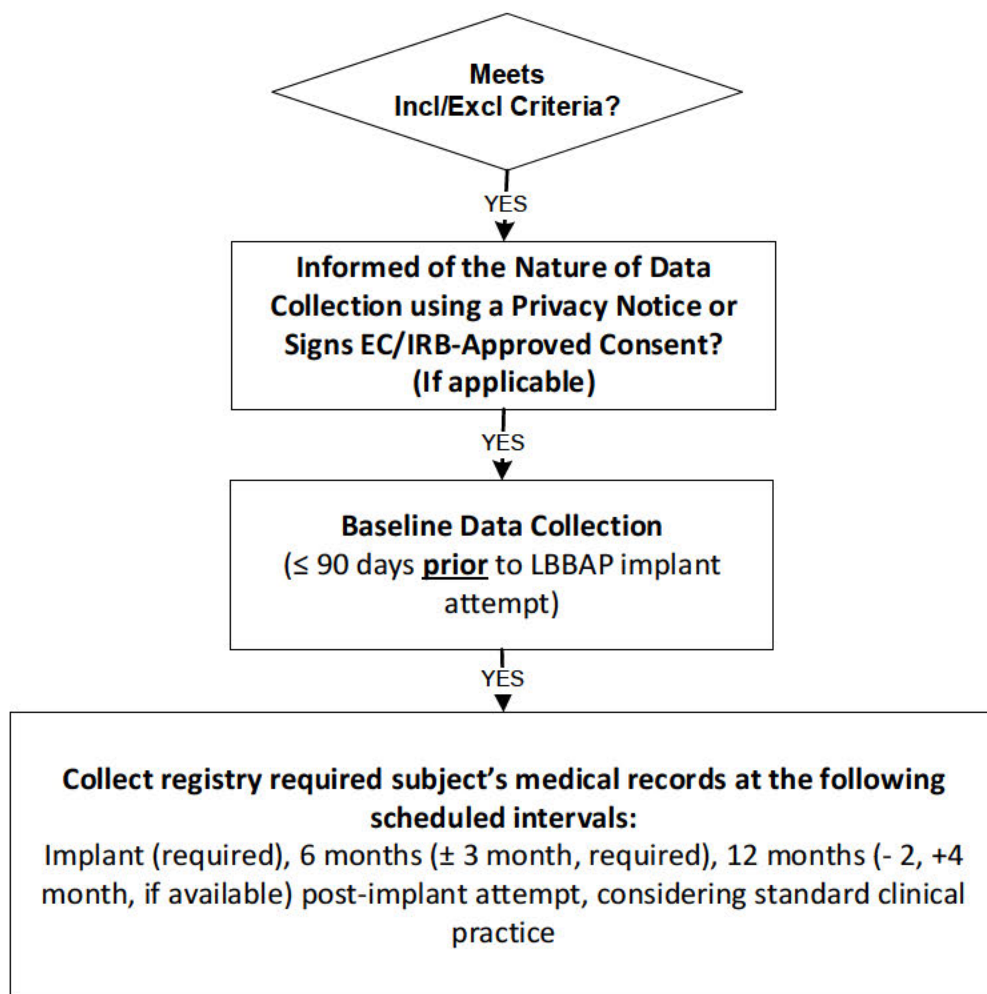 Meets
Incl/Excl Criteria?
YES
Informed of the Nature of Data
Collection using a Privacy Notice or
Signs EC/IRB-Approved Consent?
(If applicable)
YES
Baseline Data Collection
(≤ 90 days prior to LBBAP implant
attempt)
YES
Collect registry required subject’s medical records at the following
scheduled intervals:
Implant (required), 6 months (± 3 month, required), 12 months (- 2, +4
month, if available) post-implant attempt, considering standard clinical
practice